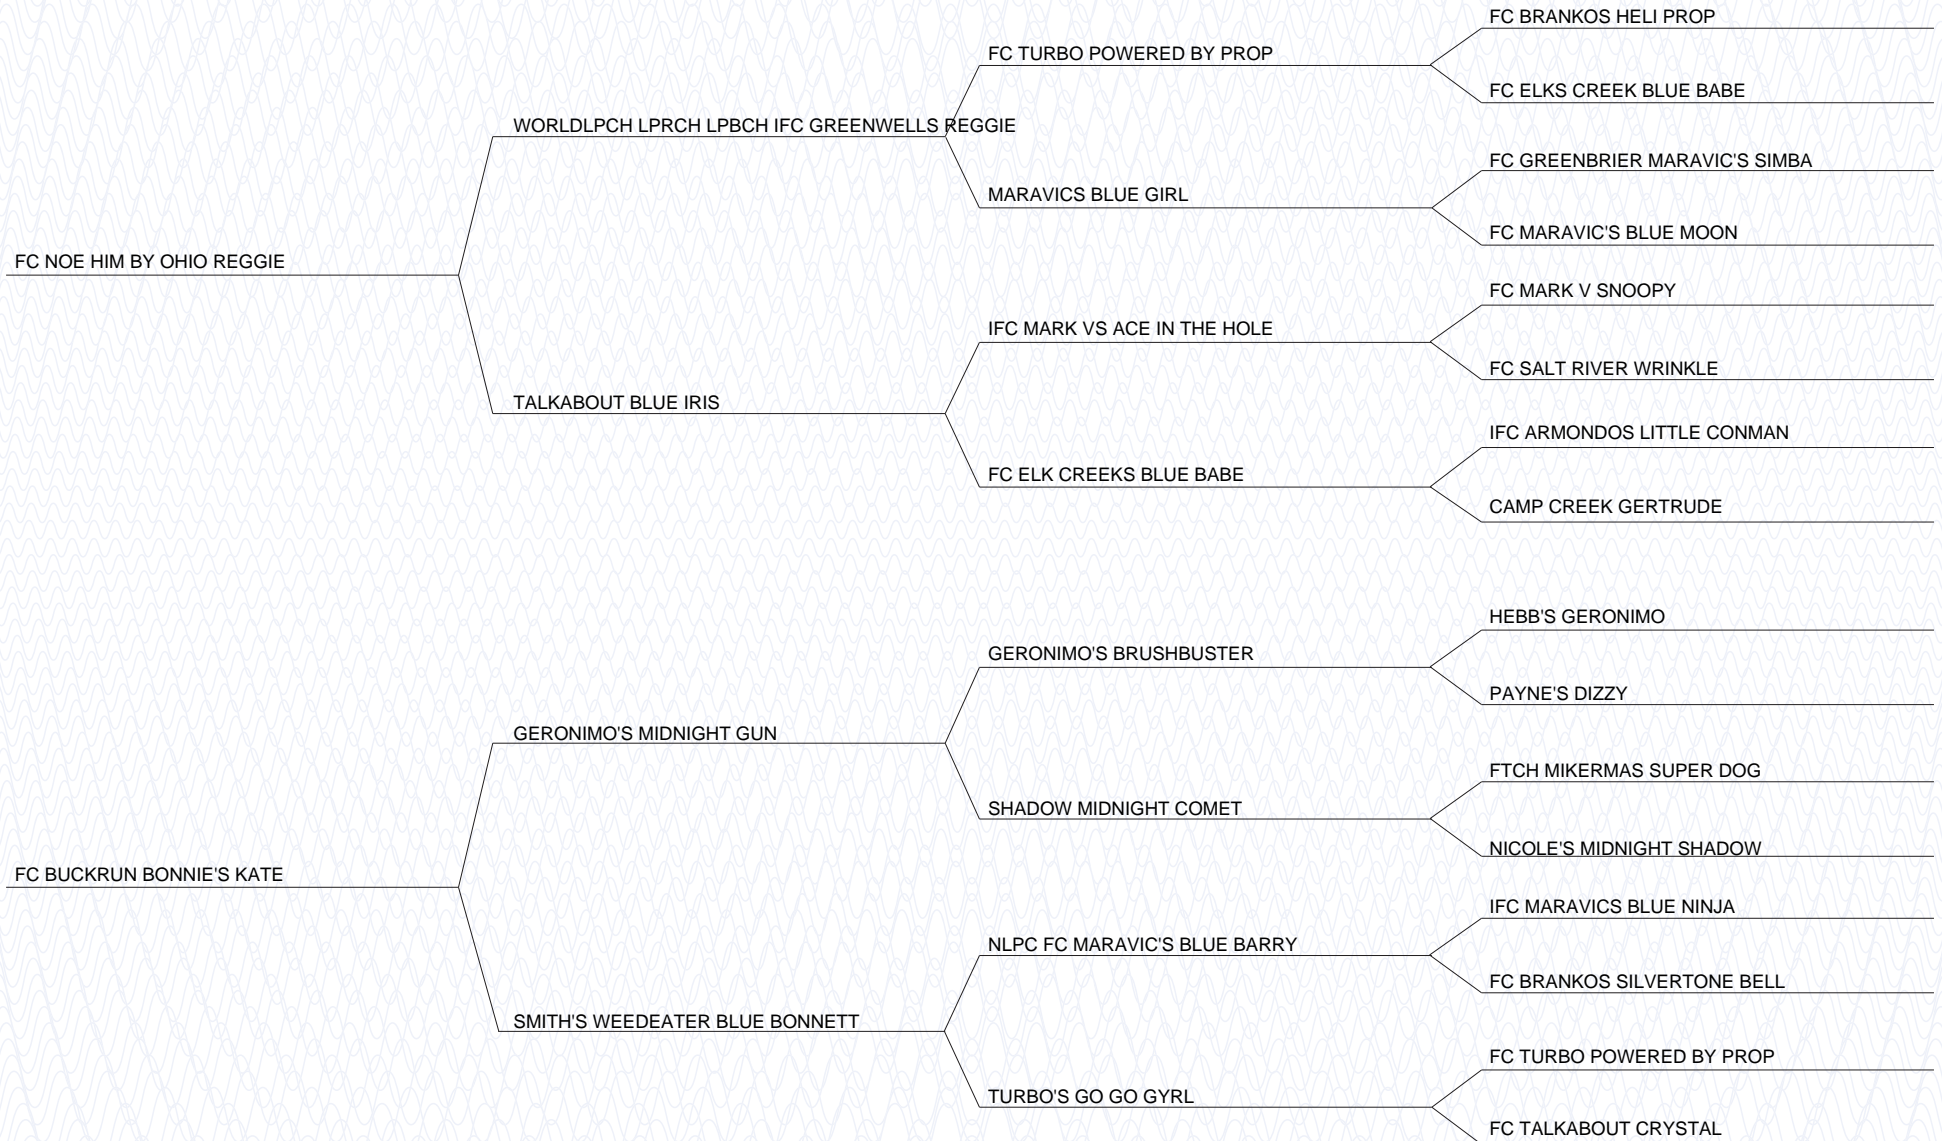 FC BRANKOS HELI PROP
FC TURBO POWERED BY PROP
FC ELKS CREEK BLUE BABE
WORLDLPCH LPRCH LPBCH IFC GREENWELLS REGGIE
FC GREENBRIER MARAVIC'S SIMBA
MARAVICS BLUE GIRL
FC MARAVIC'S BLUE MOON
FC NOE HIM BY OHIO REGGIE
FC MARK V SNOOPY
IFC MARK VS ACE IN THE HOLE
FC SALT RIVER WRINKLE
TALKABOUT BLUE IRIS
IFC ARMONDOS LITTLE CONMAN
FC ELK CREEKS BLUE BABE
CAMP CREEK GERTRUDE
HEBB'S GERONIMO
GERONIMO'S BRUSHBUSTER
PAYNE'S DIZZY
GERONIMO'S MIDNIGHT GUN
FTCH MIKERMAS SUPER DOG
SHADOW MIDNIGHT COMET
NICOLE'S MIDNIGHT SHADOW
FC BUCKRUN BONNIE'S KATE
IFC MARAVICS BLUE NINJA
NLPC FC MARAVIC'S BLUE BARRY
FC BRANKOS SILVERTONE BELL
SMITH'S WEEDEATER BLUE BONNETT
FC TURBO POWERED BY PROP
TURBO'S GO GO GYRL
FC TALKABOUT CRYSTAL